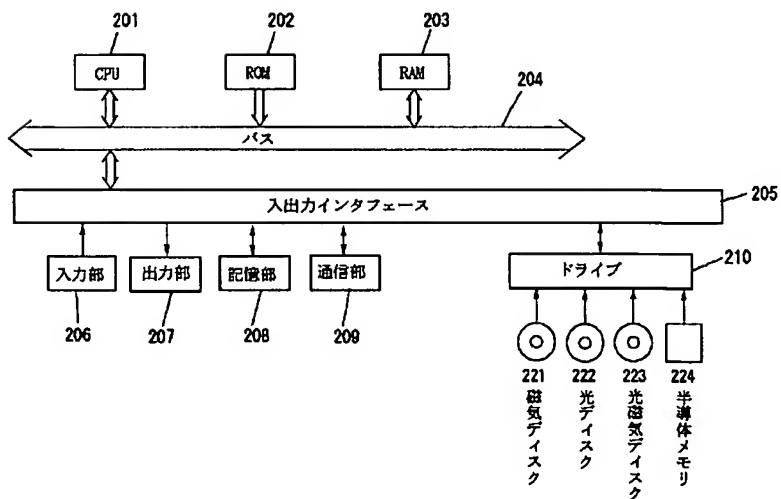 201
202
203
CPU
ROM
RAM
204
バス
205
入出力インタフェース
入力部
出力部
記憶部
通信部
ドライブ
210
206
207
208
209
221
222
223
224
磁気ディスク
光ディスク
光磁気ディスク
半導体メモリ